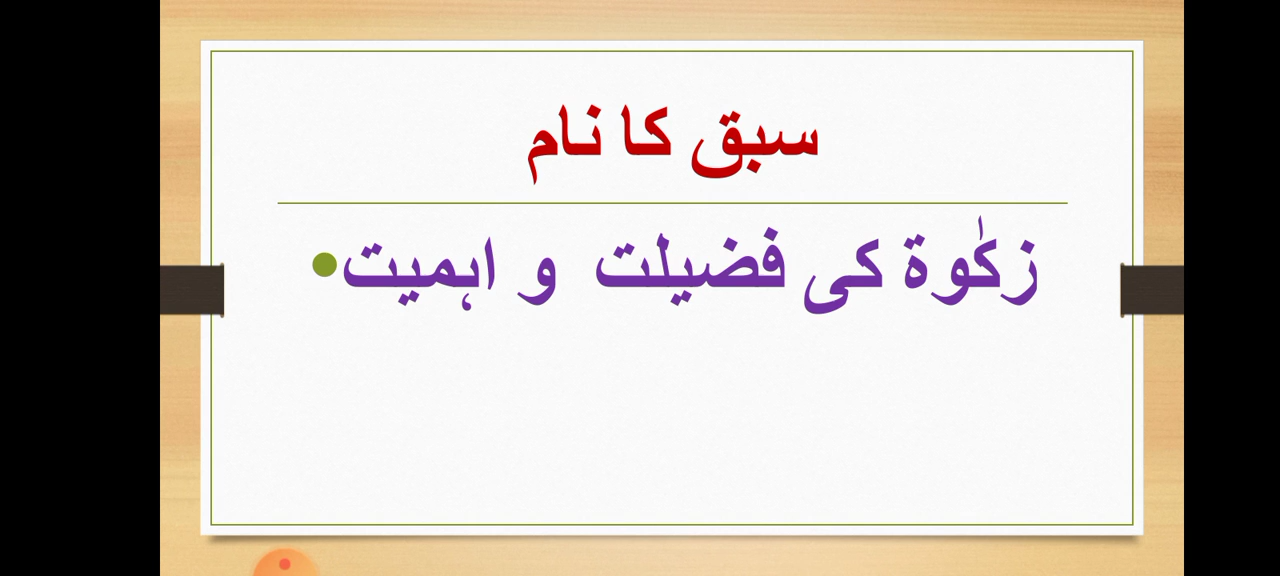 سبق کا نام
زکٰوۃ کی فضیلت و اہمیت